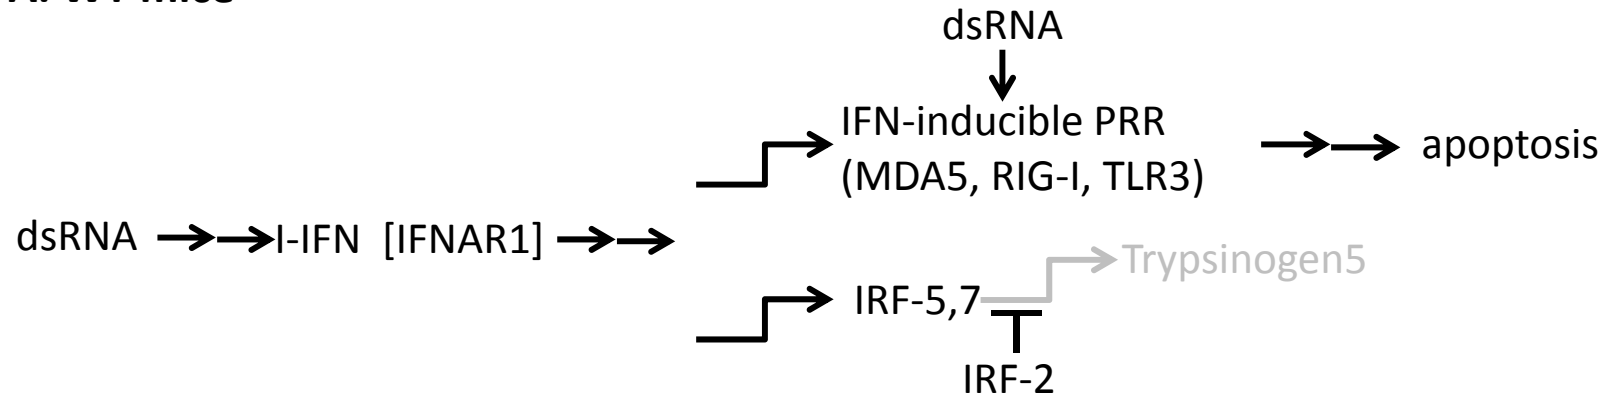 dsRNA
IFN-inducible PRR
(MDA5, RIG-I, TLR3)
apoptosis
dsRNA
I-IFN [IFNAR1]
Trypsinogen5
IRF-5,7
IRF-2